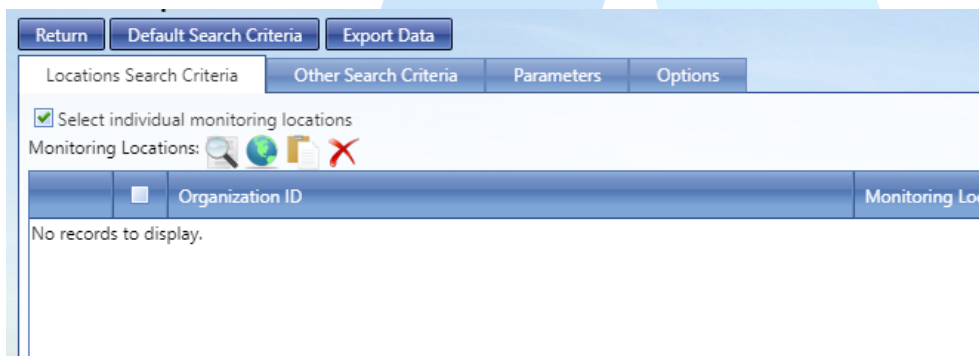 Return Default Search Criteria Export Data
Locations Search Criteria Other Search Criteria Parameters Options
Select individual monitoring locations
Monitoring Locations:
Organization ID Monitoring
No records to display.